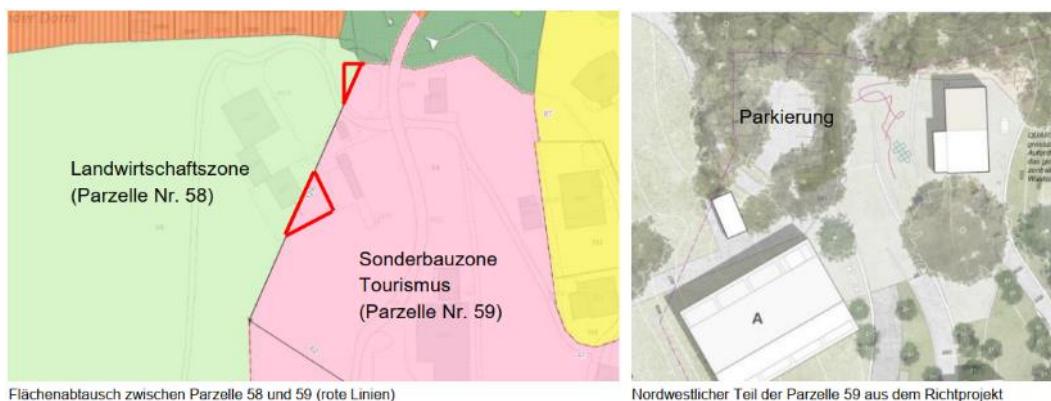 Landwirtschaftszone
(Parzelle Nr. 58)
Sonderbauzone
Tourismus
(Parzelle Nr. 59)
Flächenabtausch zwischen Parzelle 58 und 59 (rote Linien)
Parkierung
A
Nordwestlicher Teil der Parzelle 59 aus dem Richtprojekt